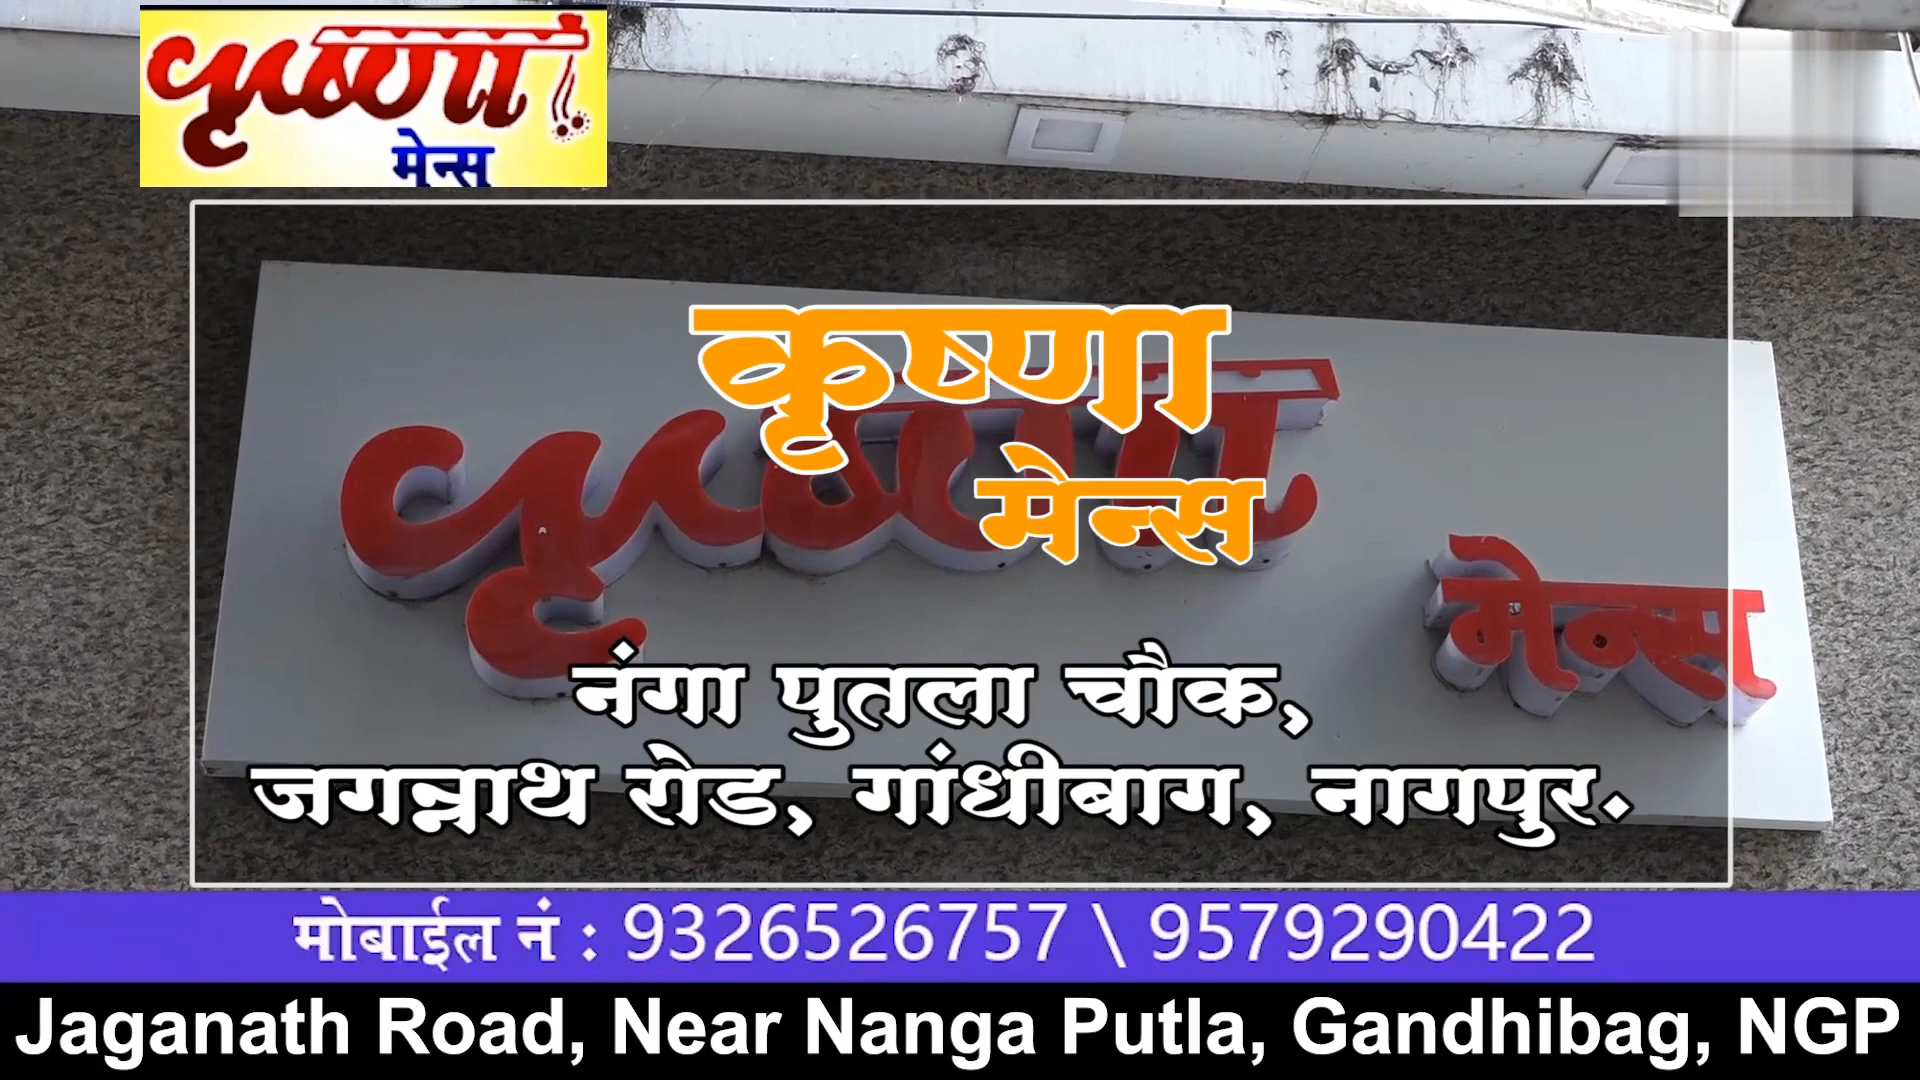 कृष्णा
मेन्स
कृष्णा
मेन्स
कृष्णा
मेन्स
नंगा पुतला चौक,
जगन्नाथ रोड, गांधीबाग, नागपुर.
मोबाईल नं : 9326526757 \ 9579290422
Jaganath Road, Near Nanga Putla, Gandhibag, NGP